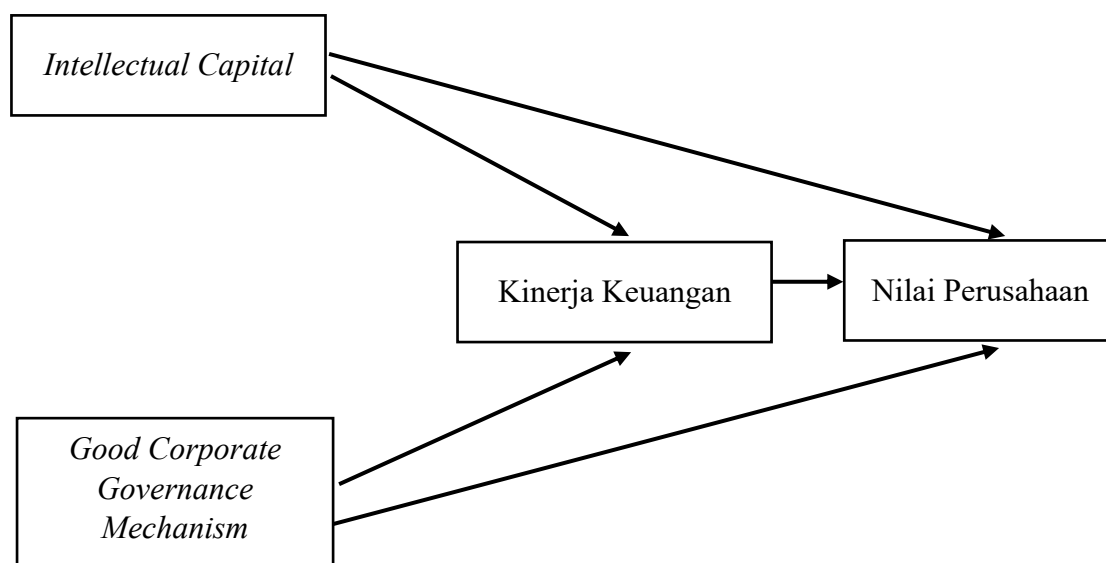 Intellectual Capital
Kinerja Keuangan
Nilai Perusahaan
Good Corporate
Governance
Mechanism